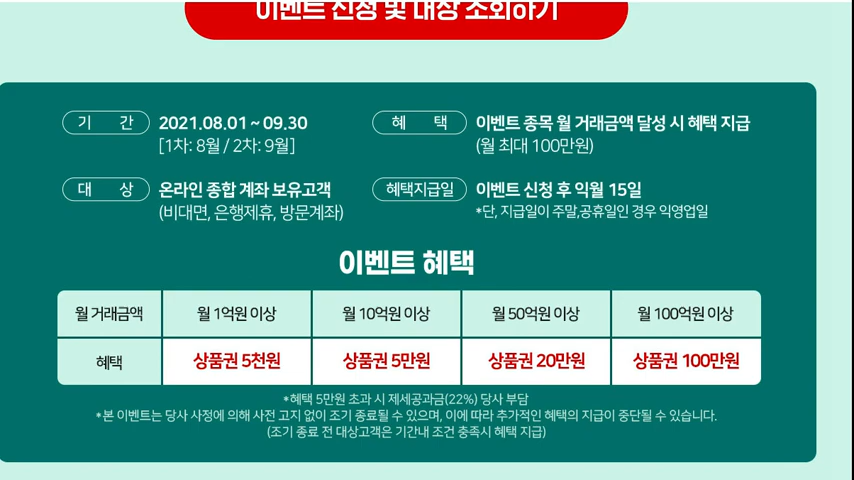 이벤트 신청 및 대상 조회하기
기 간 2021.08.01 ~ 09.30
[1차: 8월 / 2차: 9월]
혜 택 이벤트 종목 월 거래금액 달성 시 혜택 지급
(월 최대 100만원)
대 상 온라인 종합 계좌 보유고객
(비대면, 은행제휴, 방문계좌)
혜택지급일 이벤트 신청 후 익월 15일
*단, 지급일이 주말,공휴일인 경우 익영업일
이벤트 혜택
월 거래금액 월 1억원 이상 월 10억원 이상 월 50억원 이상 월 100억원 이상
혜택 상품권 5천원 상품권 5만원 상품권 20만원 상품권 100만원
*혜택 5만원 초과 시 제세공과금(22%) 당사 부담
*본 이벤트는 당사 사정에 의해 사전 고지 없이 조기 종료될 수 있으며, 이에 따라 추가적인 혜택의 지급이 중단될 수 있습니다.
(조기 종료 전 대상고객은 기간내 조건 충족시 혜택 지급)